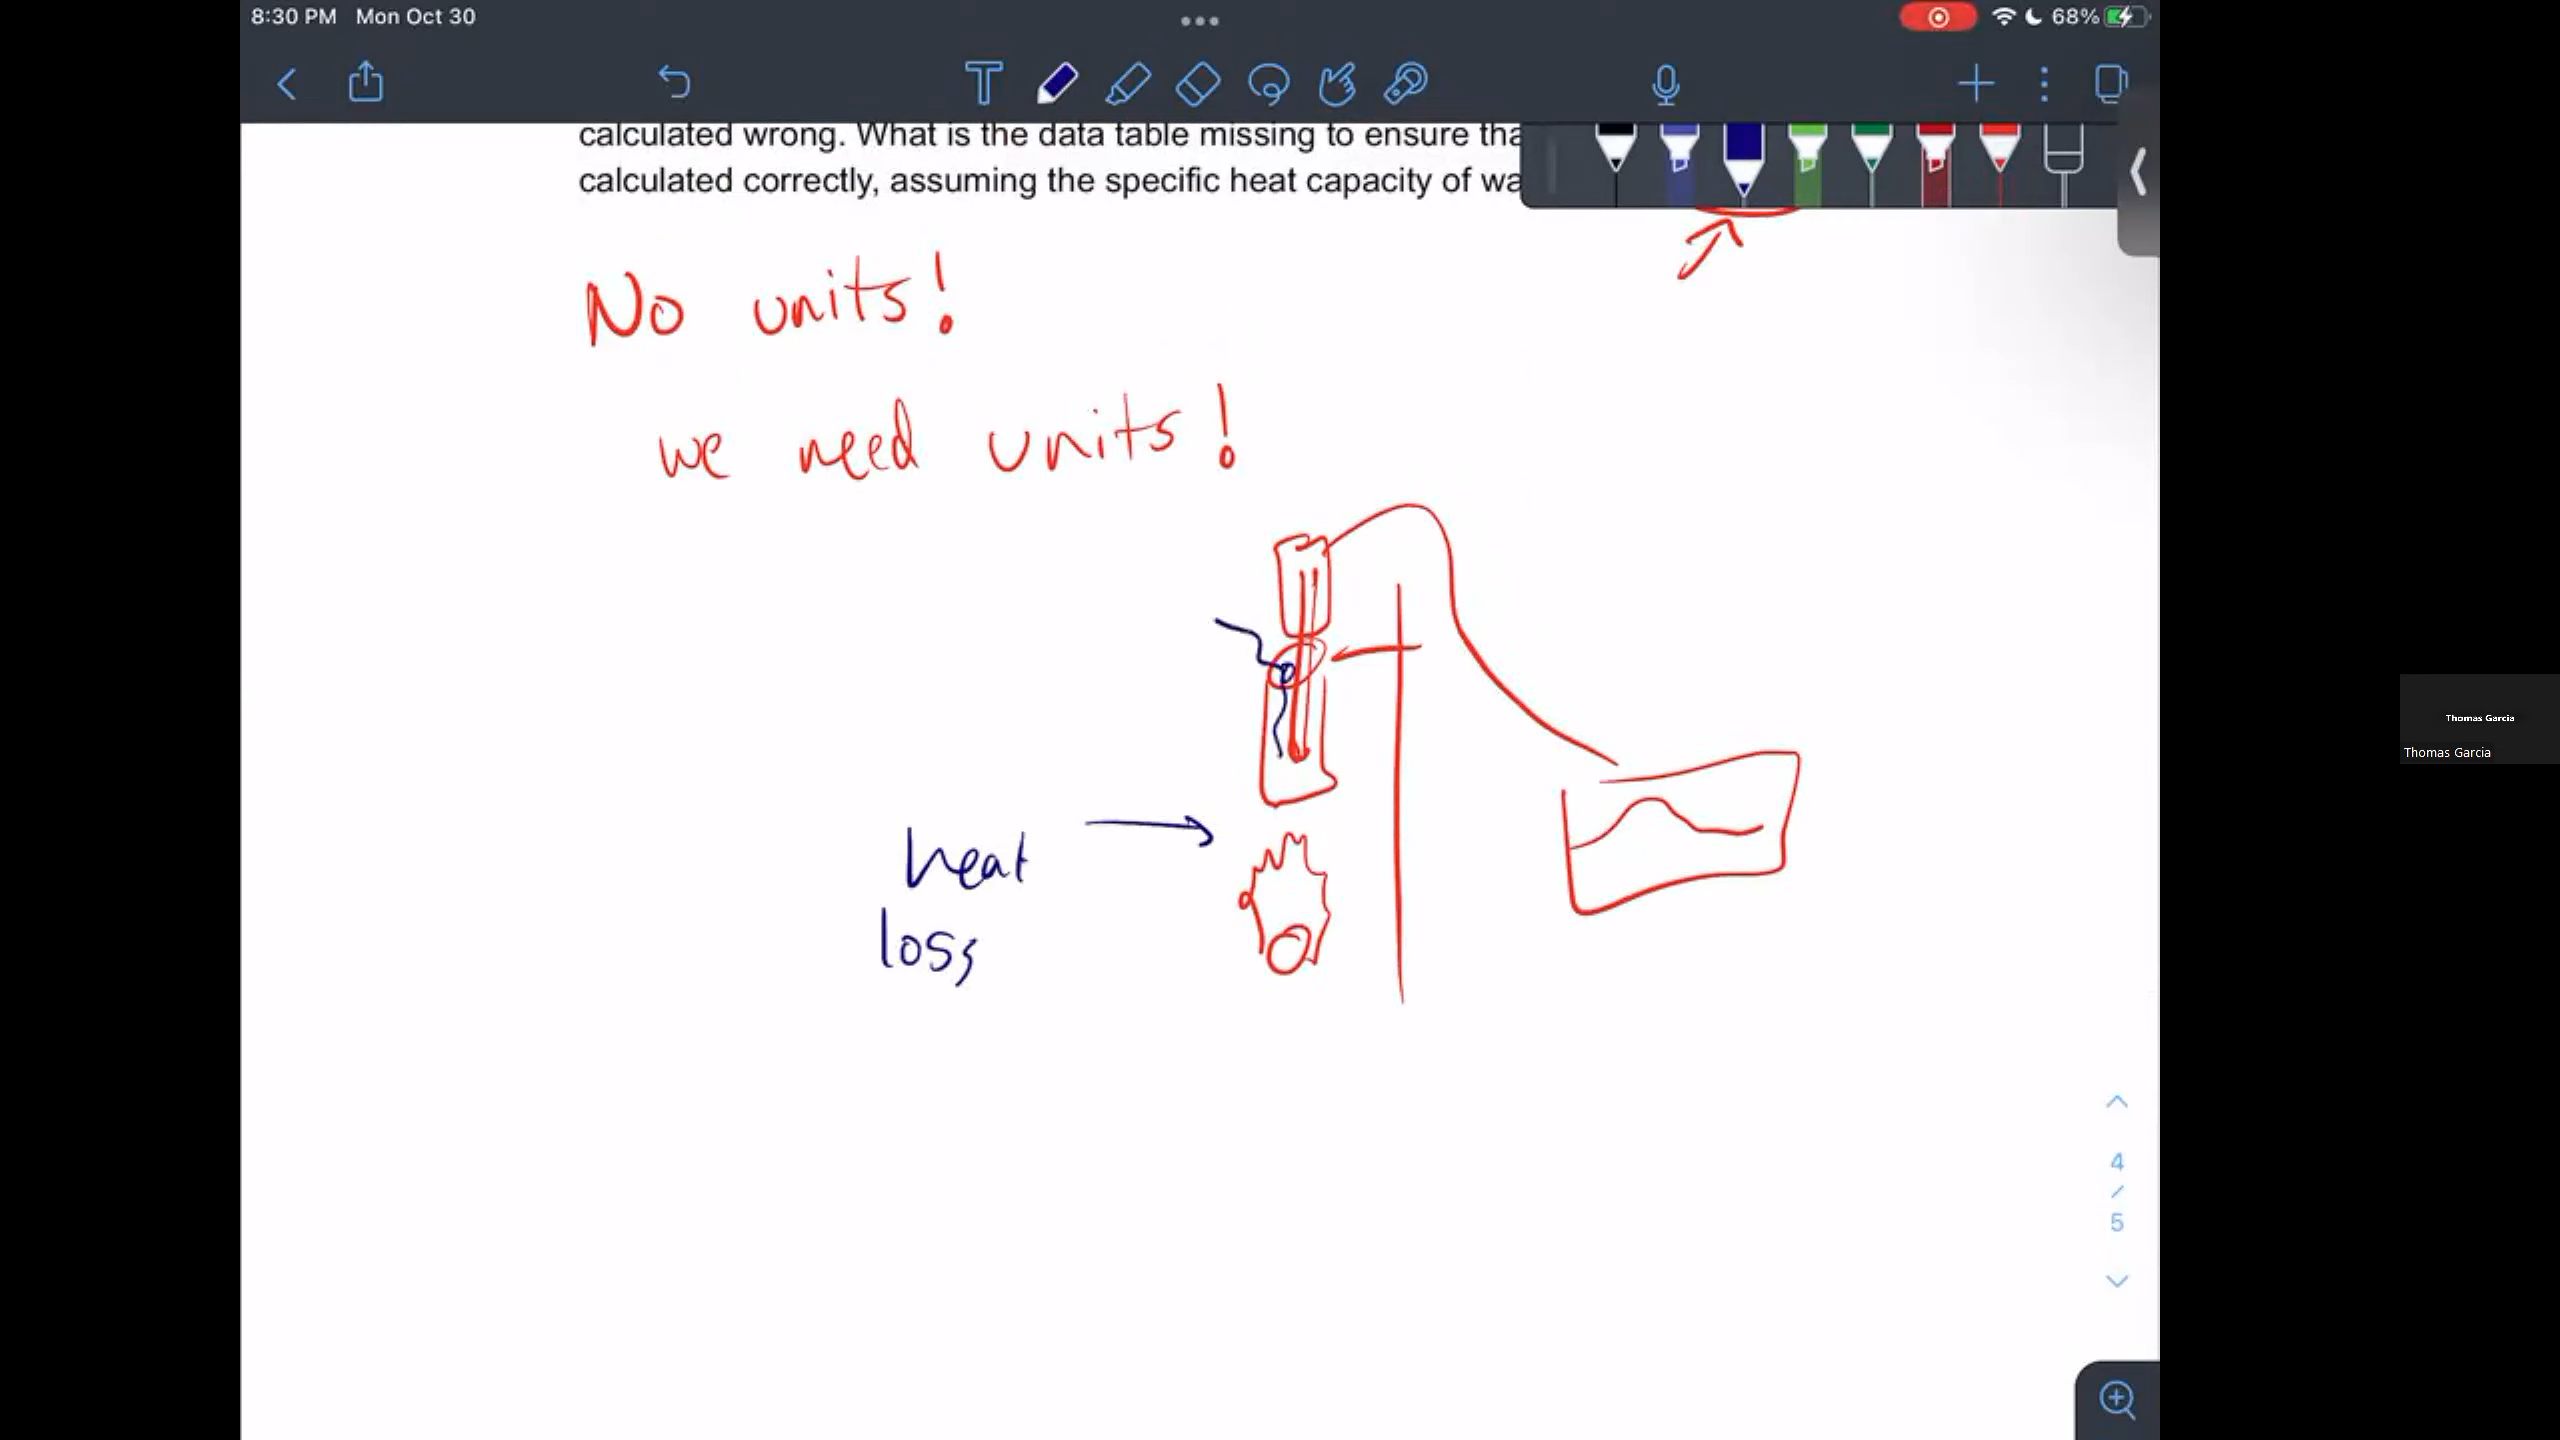 8:30 PM Mon Oct 30
68%
calculated wrong. What is the data table missing to ensure tha
calculated correctly, assuming the specific heat capacity of wa
No units!
we need units!
heat
loss
Thomas Garcia
Thomas Garcia
4
/
5